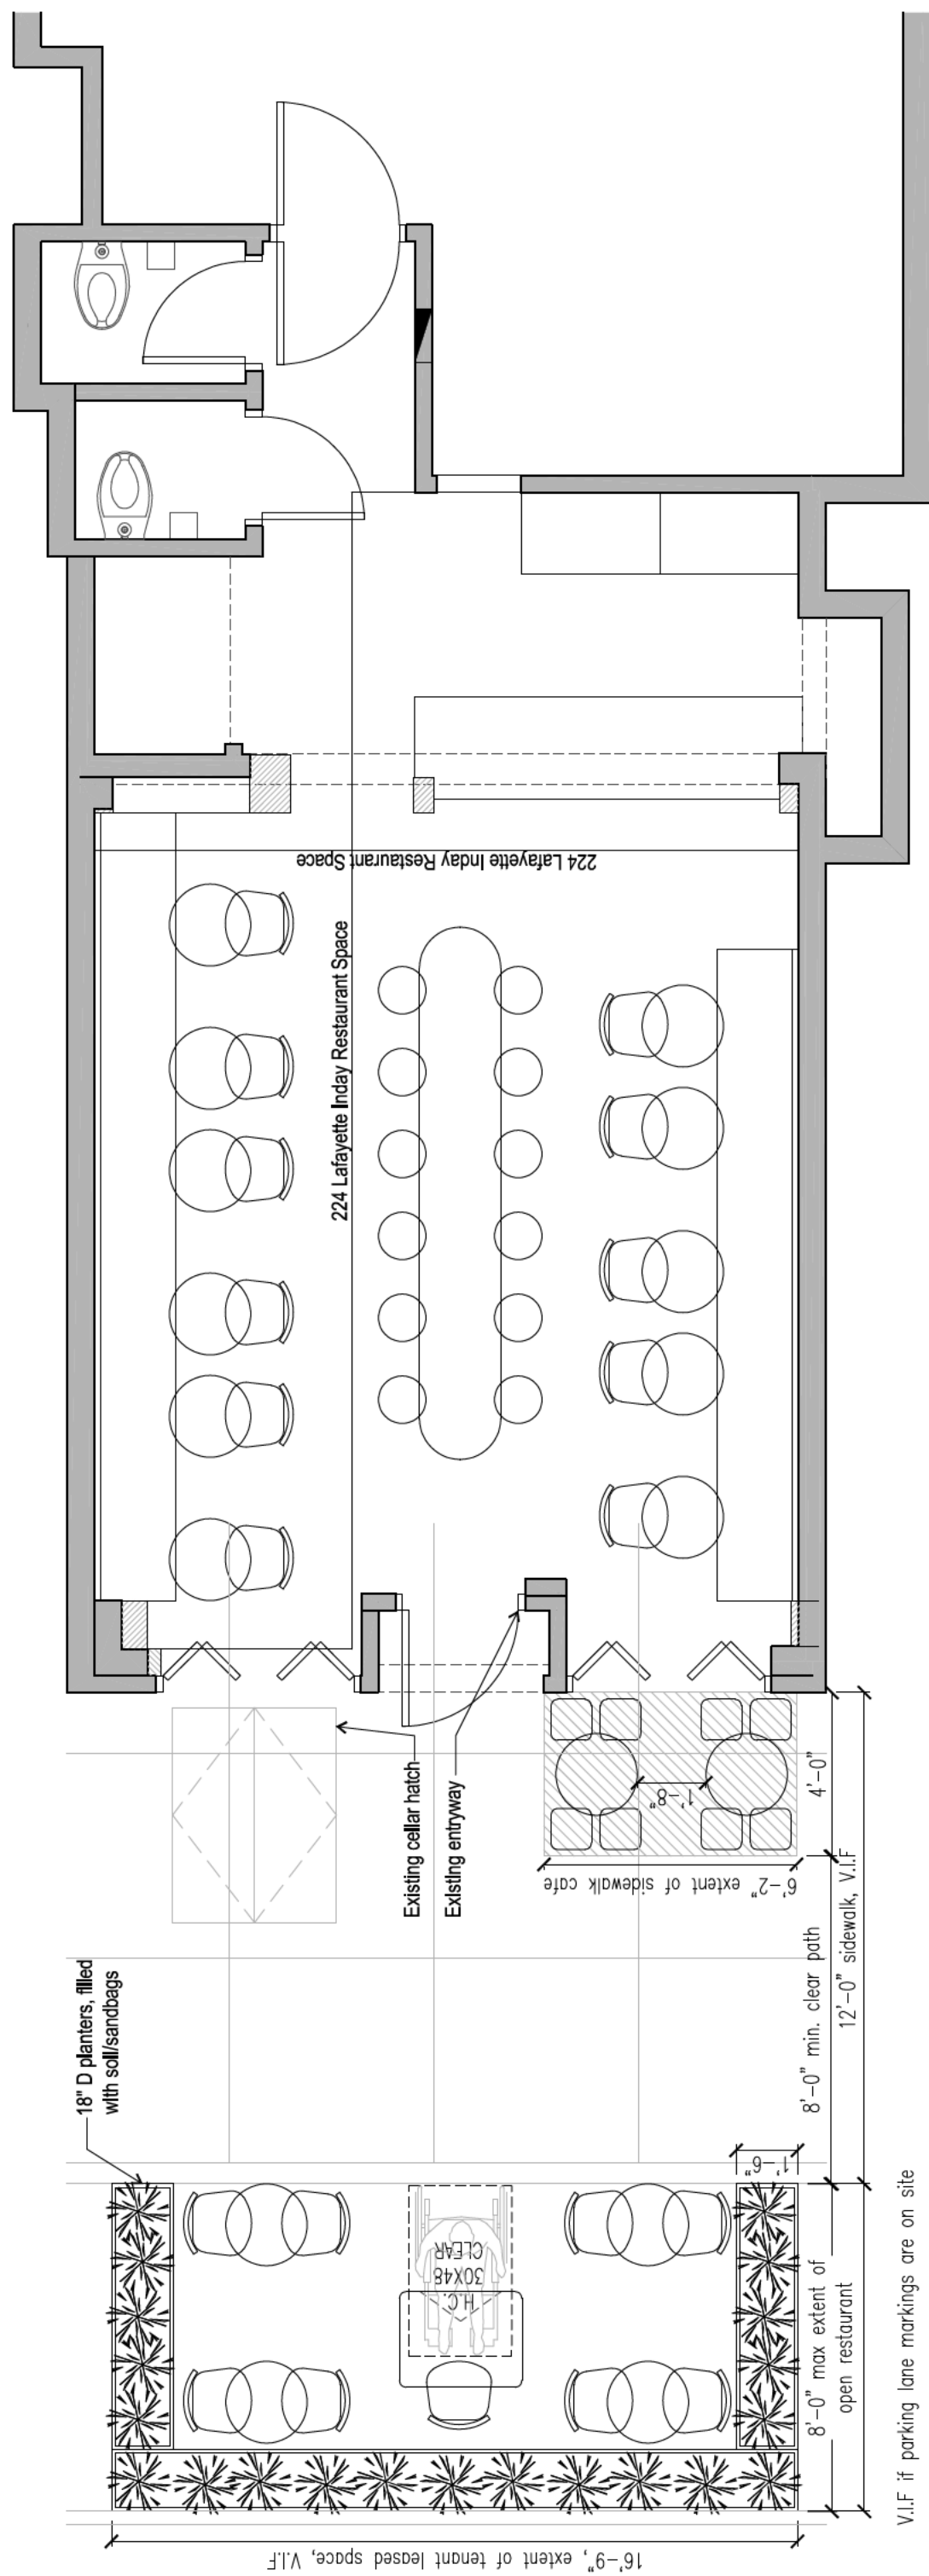 224 Lafayette Inday Restaurant Space
224 Lafayette Inday Restaurant Space
Existing cellar hatch
Existing entryway
1'-8"
4'-0"
6'-2" extent of sidewalk cafe
12'-0" sidewalk, V.I.F
8'-0" min. clear path
18" D planters, filled
with soil/sandbags
1'-6"
H.C.
30X48
CLEAR
8'-0" max extent of
open restaurant
V.I.F if parking lane markings are on site
16'-9", extent of tenant leased space, V.I.F